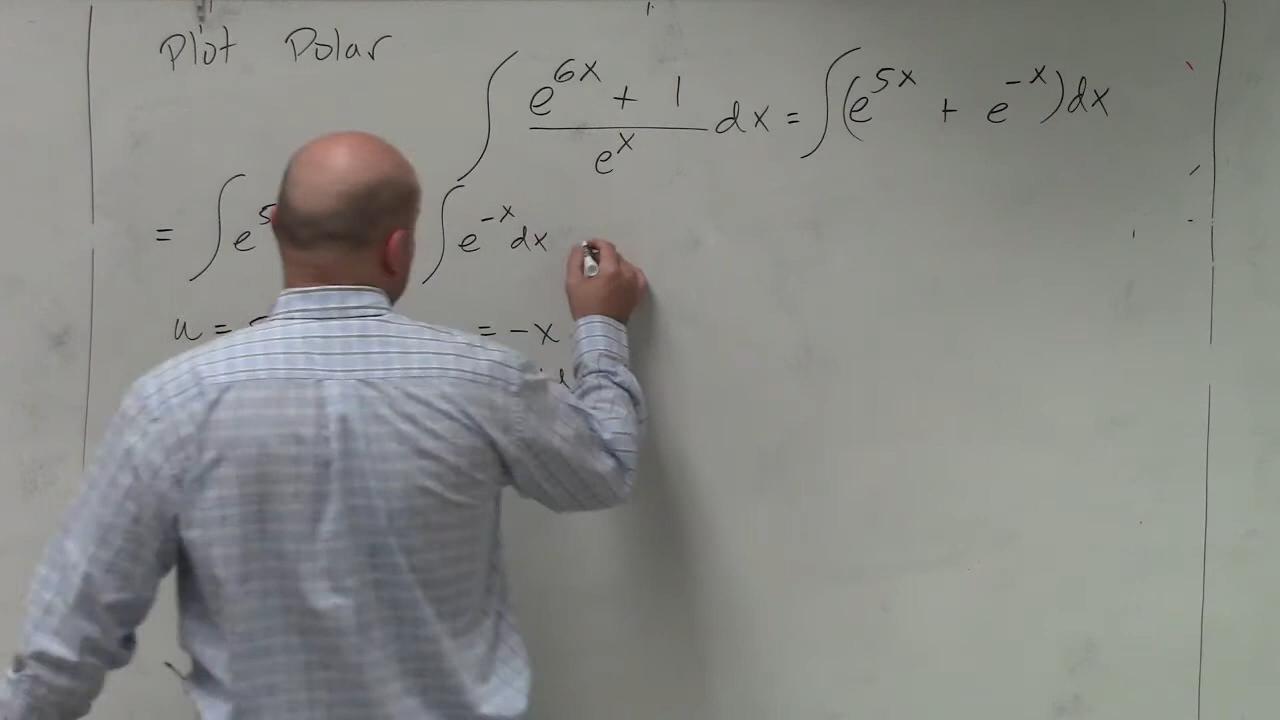 Plot Polar
∫ (e^{6x} + 1)/e^x dx = ∫(e^{5x} + e^{-x})dx
= ∫ e^5 ∫ e^{-x} dx
u = = -x